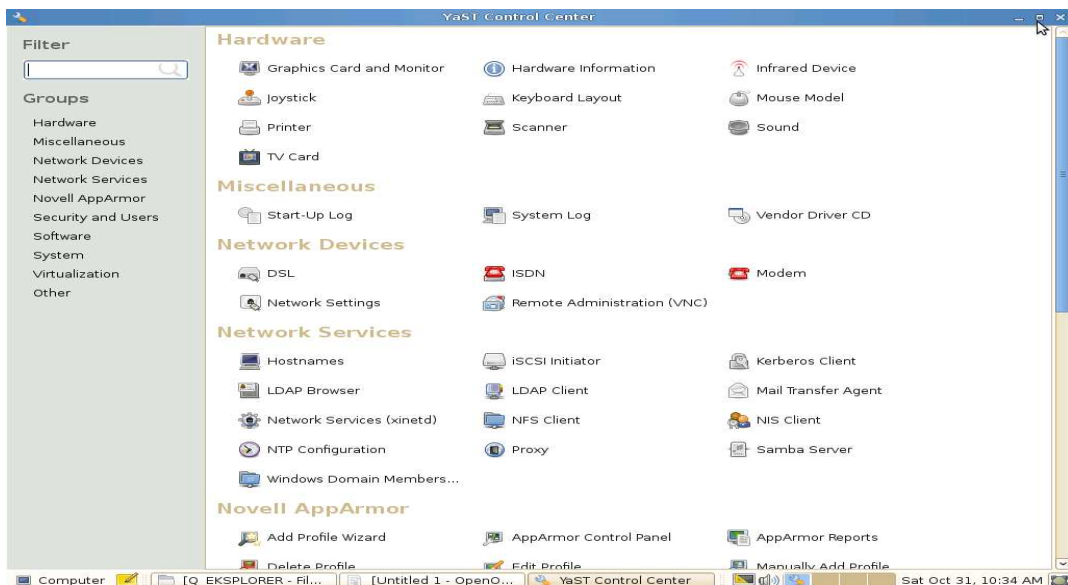 YaST Control Center
Filter
Groups
Hardware
Miscellaneous
Network Devices
Network Services
Novell AppArmor
Security and Users
Software
System
Virtualization
Other
Hardware
Graphics Card and Monitor
Hardware Information
Infrared Device
Joystick
Keyboard Layout
Mouse Model
Printer
Scanner
Sound
TV Card
Miscellaneous
Start-Up Log
System Log
Vendor Driver CD
Network Devices
DSL
ISDN
Modem
Network Settings
Remote Administration (VNC)
Network Services
Hostnames
iSCSI Initiator
Kerberos Client
LDAP Browser
LDAP Client
Mail Transfer Agent
Network Services (xinetd)
NFS Client
NIS Client
NTP Configuration
Proxy
Samba Server
Windows Domain Members...
Novell AppArmor
Add Profile Wizard
AppArmor Control Panel
AppArmor Reports
Delete Profile
Edit Profile
Manually Add Profile
Computer
[Q EKSPLORER - Fil...
[Untitled 1 - OpenO...
YaST Control Center
Sat Oct 31, 10:34 AM